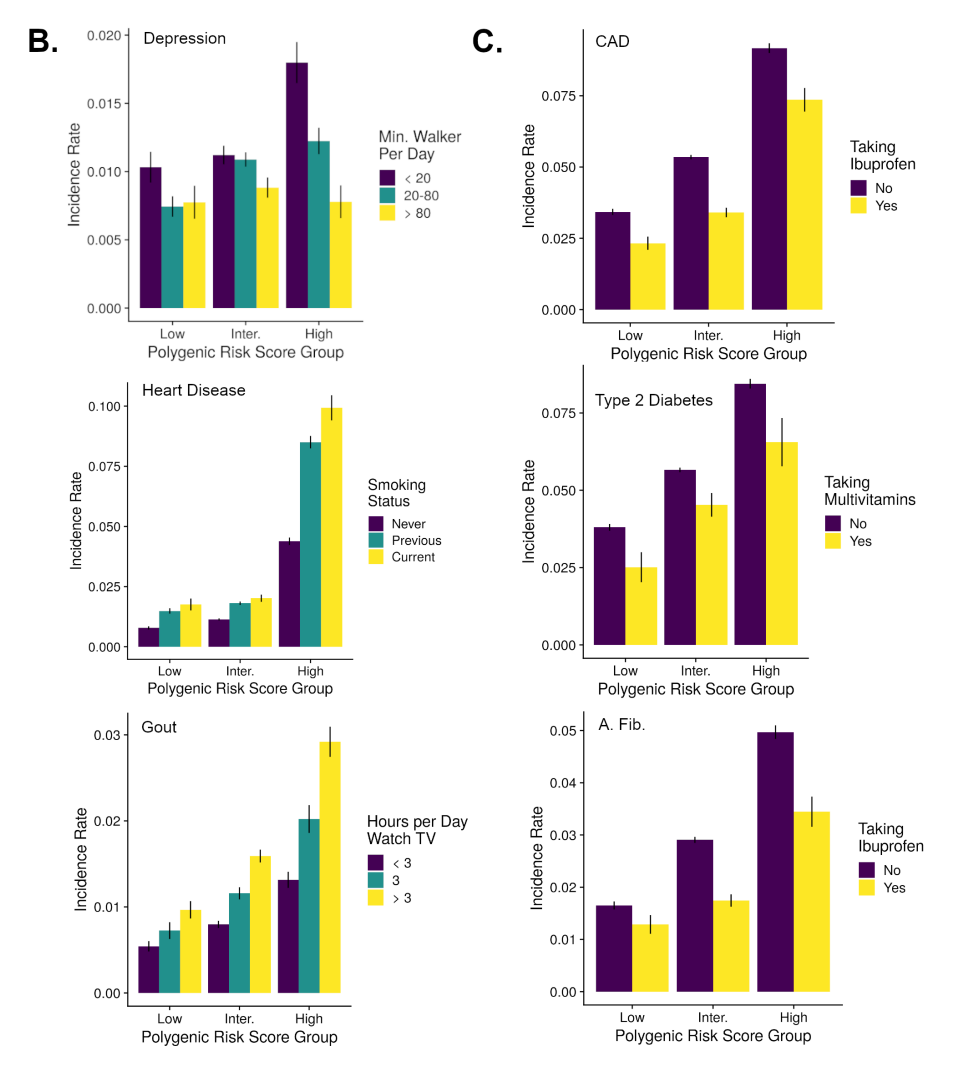 B.
Depression
0.020
0.015
0.010
0.005
0.000
Incidence Rate
Low Inter. High
Polygenic Risk Score Group
Min. Walker
Per Day
< 20
20-80
> 80
Heart Disease
0.100
0.075
0.050
0.025
0.000
Incidence Rate
Low Inter. High
Polygenic Risk Score Group
Smoking
Status
Never
Previous
Current
Gout
0.03
0.02
0.01
0.00
Incidence Rate
Low Inter. High
Polygenic Risk Score Group
Hours per Day
Watch TV
< 3
3
> 3
C.
CAD
0.075
0.050
0.025
0.000
Incidence Rate
Low Inter. High
Polygenic Risk Score Group
Taking
Ibuprofen
No
Yes
Type 2 Diabetes
0.075
0.050
0.025
0.000
Incidence Rate
Low Inter. High
Polygenic Risk Score Group
Taking
Multivitamins
No
Yes
A. Fib.
0.05
0.04
0.03
0.02
0.01
0.00
Incidence Rate
Low Inter. High
Polygenic Risk Score Group
Taking
Ibuprofen
No
Yes